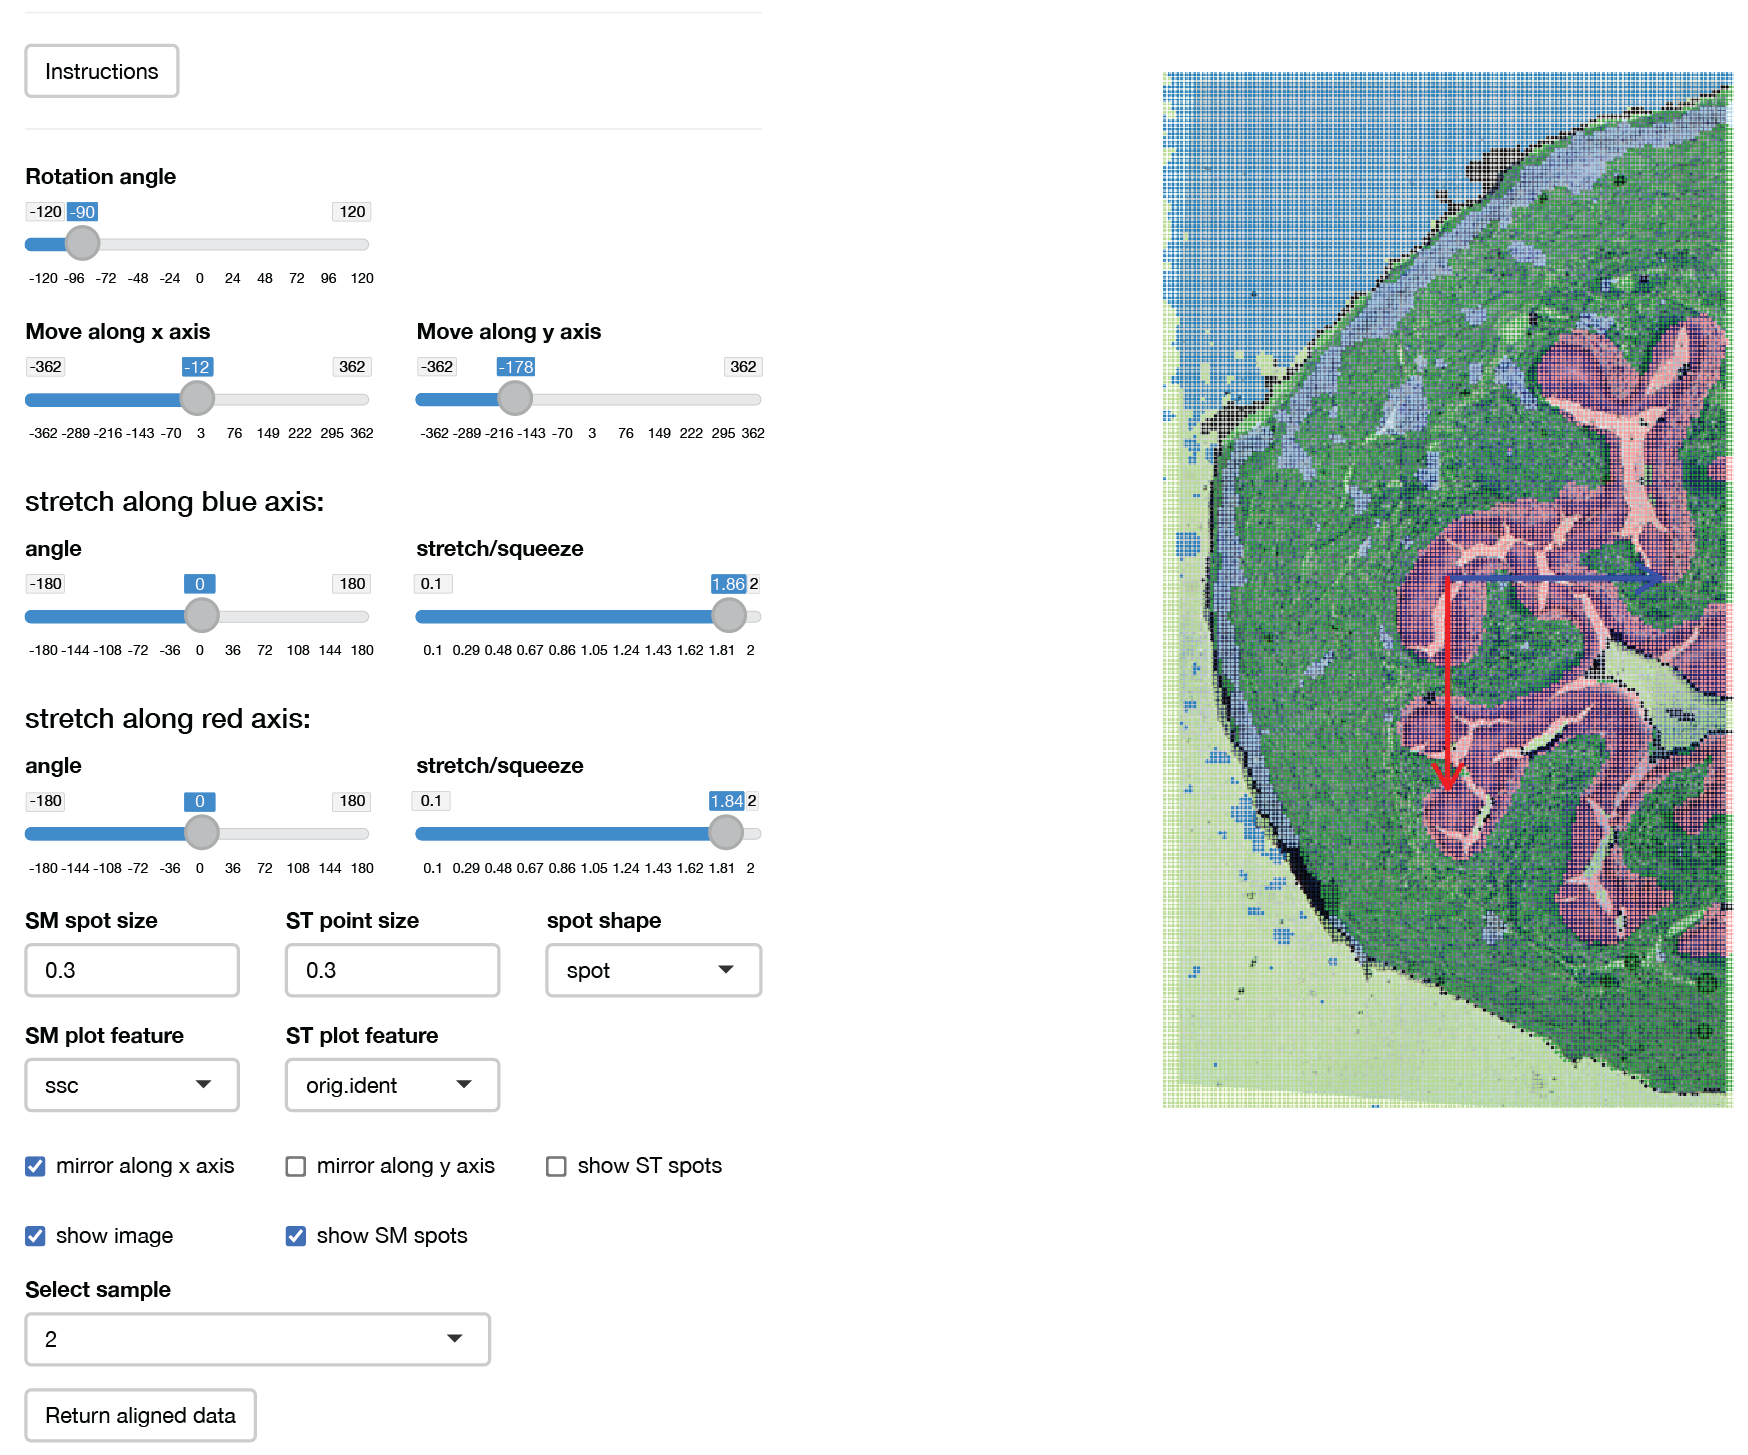 Instructions
Rotation angle
-120 -90 120
-120 -96 -72 -48 -24 0 24 48 72 96 120
Move along x axis Move along y axis
-362 -12 362 -362 -178 362
-362 -289 -216 -143 -70 3 76 149 222 295 362 -362 -289 -216 -143 -70 3 76 149 222 295 362
stretch along blue axis:
angle stretch/squeeze
-180 0 180 0.1 1.86 2
-180 -144 -108 -72 -36 0 36 72 108 144 180 0.1 0.29 0.48 0.67 0.86 1.05 1.24 1.43 1.62 1.81 2
stretch along red axis:
angle stretch/squeeze
-180 0 180 0.1 1.84 2
-180 -144 -108 -72 -36 0 36 72 108 144 180 0.1 0.29 0.48 0.67 0.86 1.05 1.24 1.43 1.62 1.81 2
SM spot size ST point size spot shape
0.3 0.3 spot
SM plot feature ST plot feature
ssc orig.ident
mirror along x axis mirror along y axis show ST spots
show image show SM spots
Select sample
2
Return aligned data